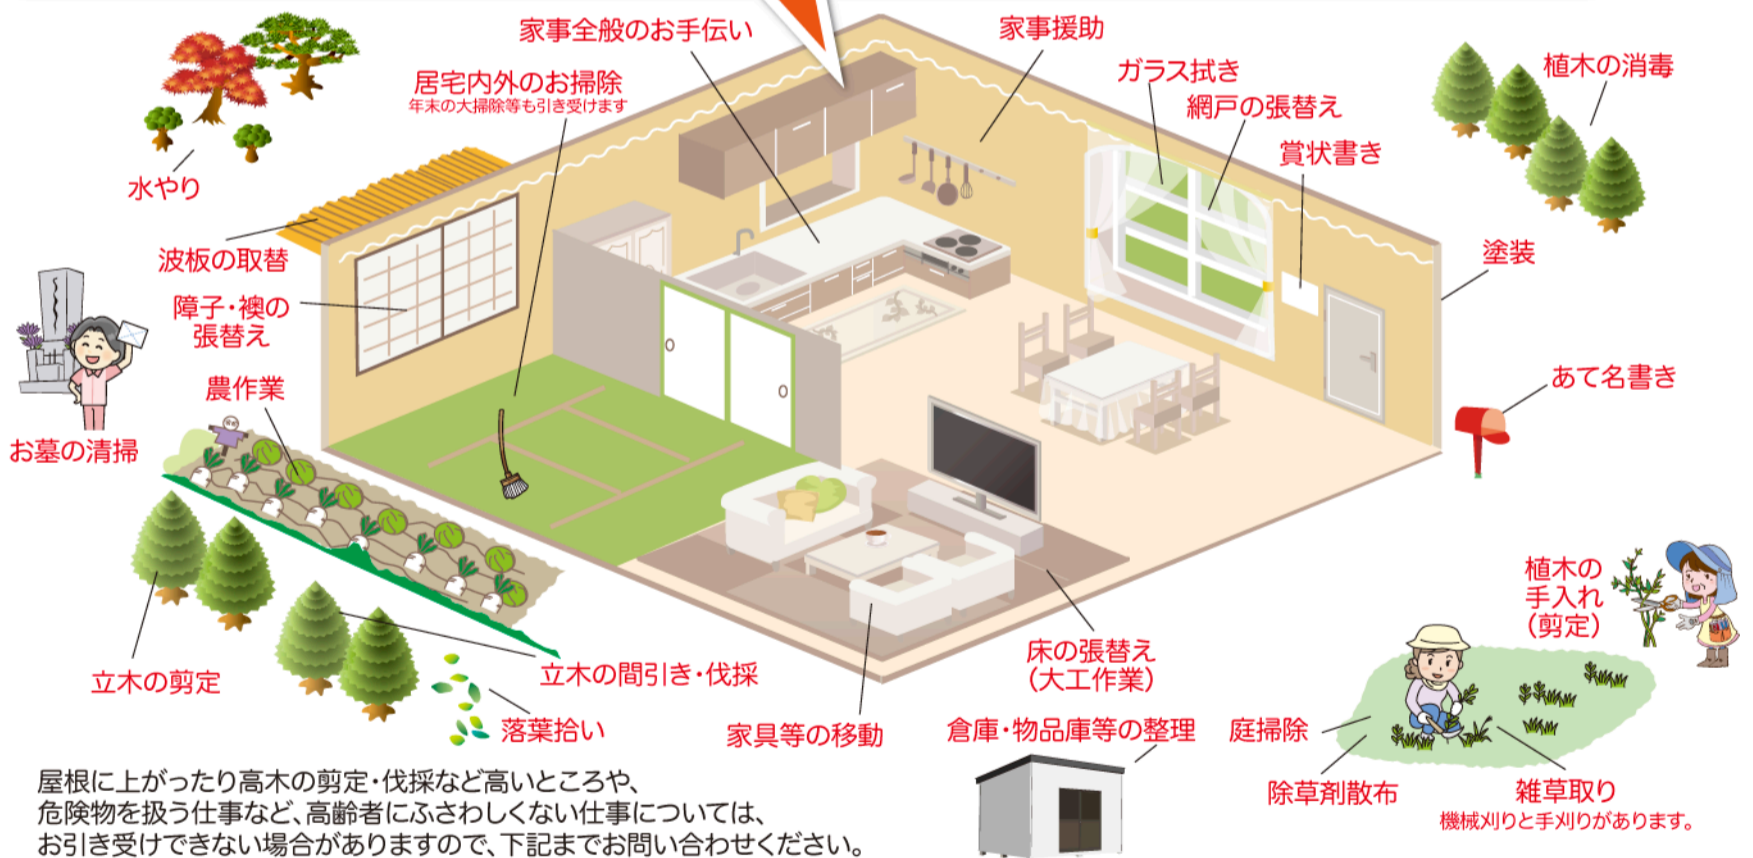 家事全般のお手伝い
家事援助
居宅内外のお掃除
年末の大掃除等も引き受けます
ガラス拭き
網戸の張替え
賞状書き
植木の消毒
水やり
波板の取替
障子・襖の
張替え
塗装
農作業
あて名書き
お墓の清掃
立木の剪定
立木の間引き・伐採
落葉拾い
家具等の移動
床の張替え
(大工作業)
倉庫・物品庫等の整理
植木の
手入れ
(剪定)
庭掃除
除草剤散布
雑草取り
機械刈りと手刈りがあります。
屋根に上がったり高木の剪定・伐採など高いところや、
危険物を扱う仕事など、高齢者にふさわしくない仕事については、
お引き受けできない場合がありますので、下記までお問い合わせください。